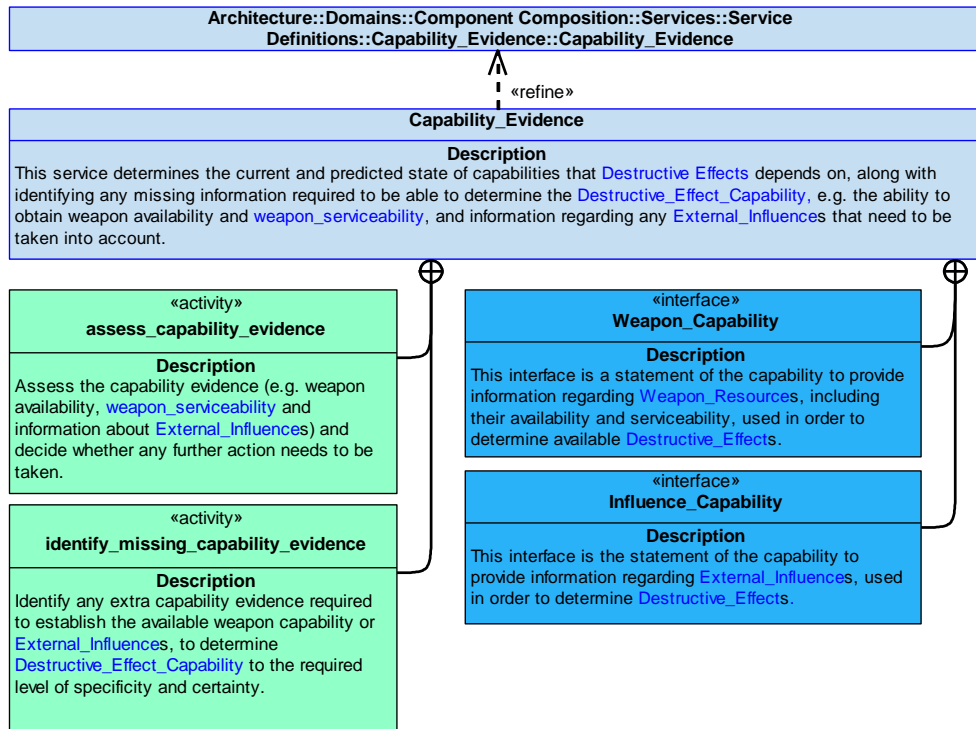 Architecture::Domains::Component Composition::Services::Service
Definitions::Capability_Evidence::Capability_Evidence
«refine»
Capability_Evidence
Description
This service determines the current and predicted state of capabilities that Destructive Effects depends on, along with
identifying any missing information required to be able to determine the Destructive_Effect_Capability, e.g. the ability to
obtain weapon availability and weapon_serviceability, and information regarding any External_Influences that need to be
taken into account.
«activity»
assess_capability_evidence
Description
Assess the capability evidence (e.g. weapon
availability, weapon_serviceability and
information about External_Influences) and
decide whether any further action needs to be
taken.
«activity»
identify_missing_capability_evidence
Description
Identify any extra capability evidence required
to establish the available weapon capability or
External_Influences, to determine
Destructive_Effect_Capability to the required
level of specificity and certainty.
«interface»
Weapon_Capability
Description
This interface is a statement of the capability to provide
information regarding Weapon_Resources, including
their availability and serviceability, used in order to
determine available Destructive_Effects.
«interface»
Influence_Capability
Description
This interface is the statement of the capability to
provide information regarding External_Influences, used
in order to determine Destructive_Effects.